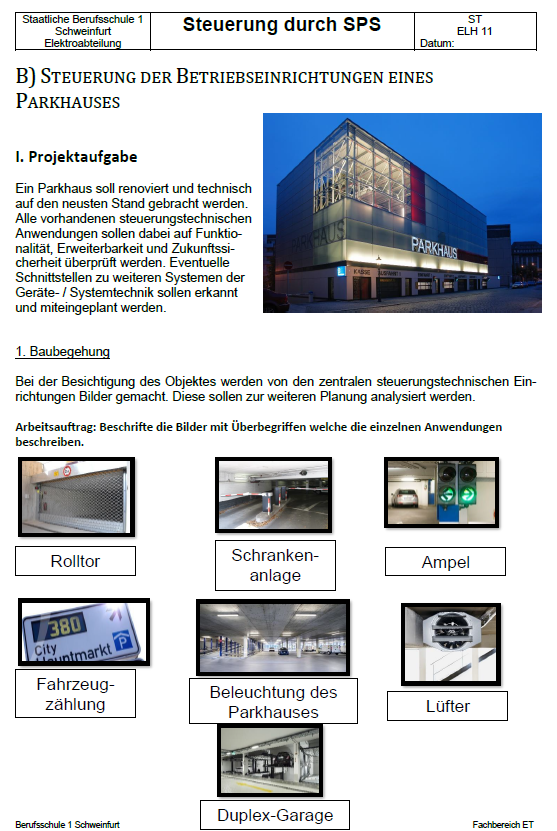 Staatliche Berufsschule 1
Schweinfurt
Elektroabteilung
Steuerung durch SPS
ST
ELH 11
Datum:
B) STEUERUNG DER BETRIEBSEINRICHTUNGEN EINES
PARKHAUSES
I. Projektaufgabe
Ein Parkhaus soll renoviert und technisch
auf den neusten Stand gebracht werden.
Alle vorhandenen steuerungstechnischen
Anwendungen sollen dabei auf Funktio-
nalität, Erweiterbarkeit und Zukunftssi-
cherheit überprüft werden. Eventuelle
Schnittstellen zu weiteren Systemen der
Geräte- / Systemtechnik sollen erkannt
und miteingeplant werden.
PARKHAUS
PARKHAUS
KASSE
1. Baubegehung
Bei der Besichtigung des Objektes werden von den zentralen steuerungstechnischen Ein-
richtungen Bilder gemacht. Diese sollen zur weiteren Planung analysiert werden.
Arbeitsauftrag: Beschrifte die Bilder mit Überbegriffen welche die einzelnen Anwendungen
beschreiben.
Rolltor
Schranken-
anlage
Ampel
380
City
Hauptmarkt
P
Fahrzeug-
zählung
Beleuchtung des
Parkhauses
Lüfter
Duplex-Garage
Berufsschule 1 Schweinfurt
Fachbereich ET